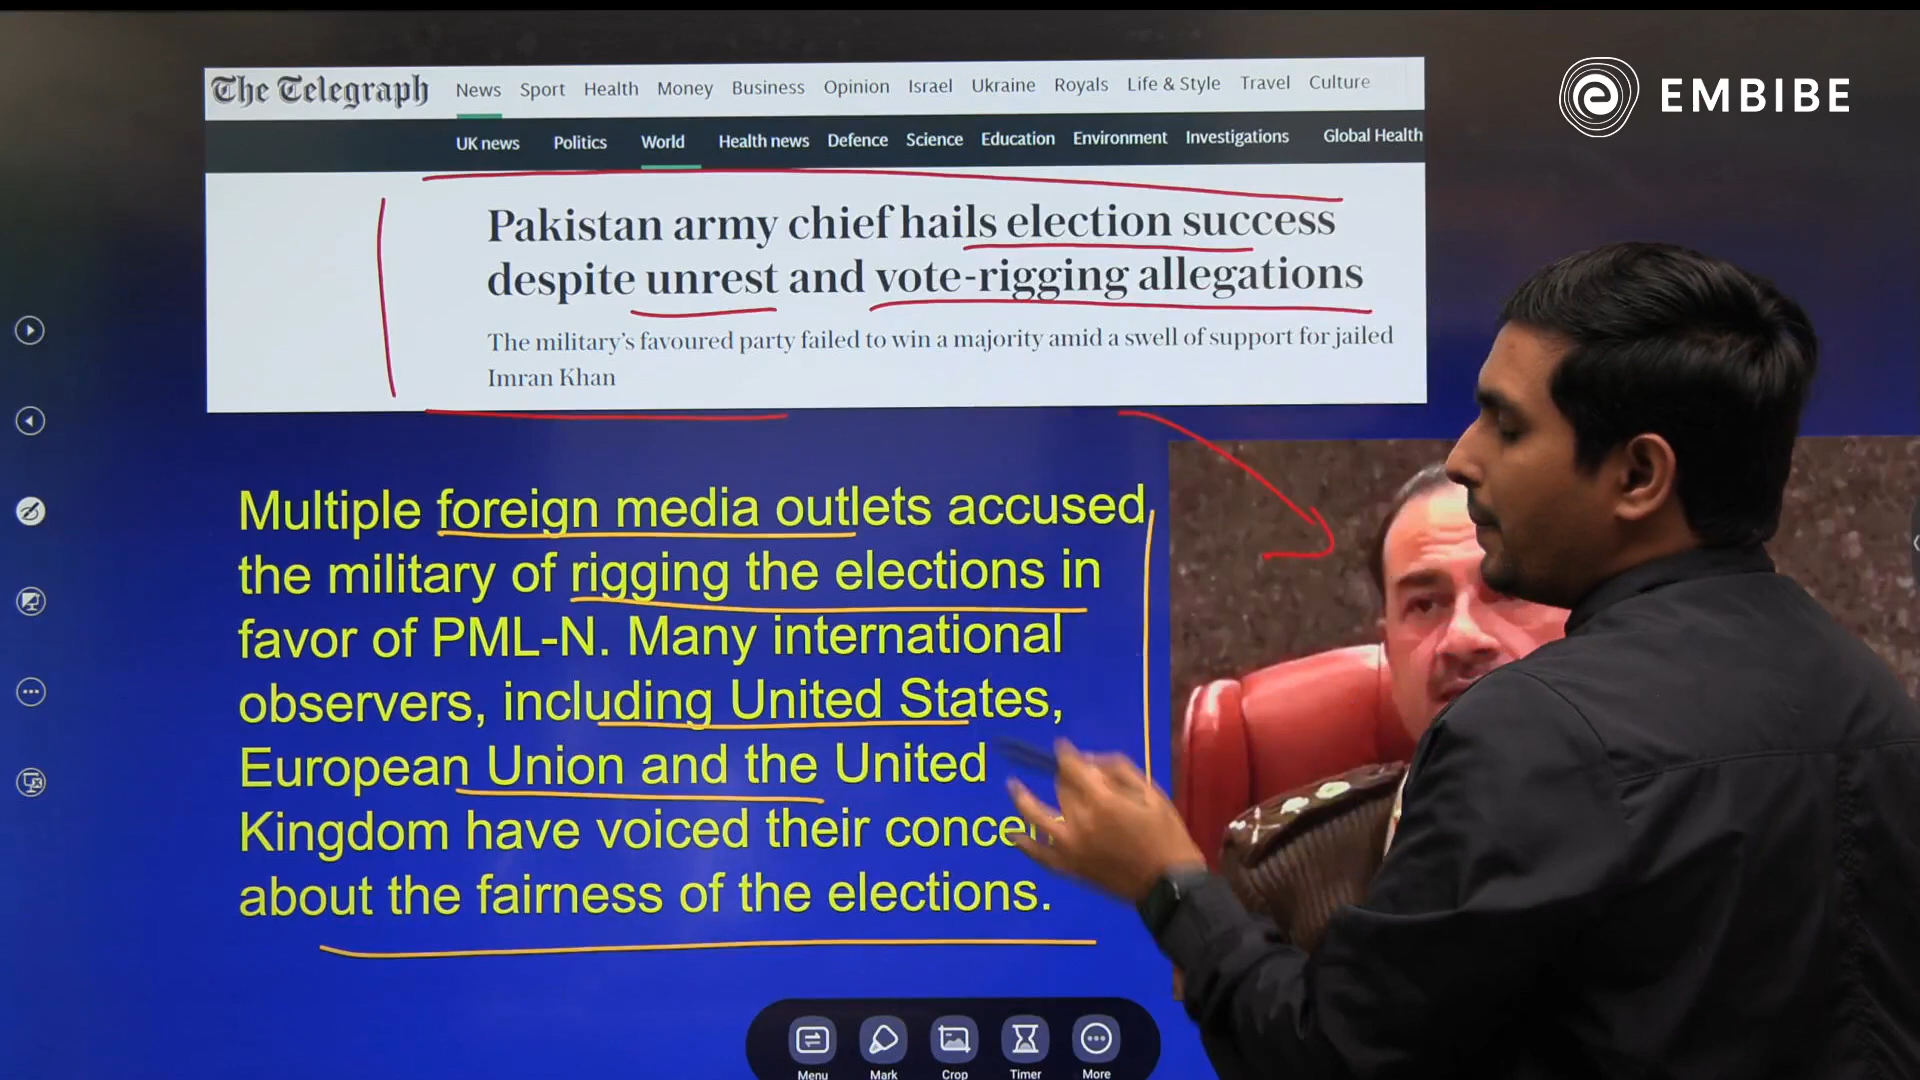 The Telegraph
News Sport Health Money Business Opinion Israel Ukraine Royals Life & Style Travel Culture
UK news Politics World Health news Defence Science Education Environment Investigations Global Health
EMBIBE
Pakistan army chief hails election success
despite unrest and vote-rigging allegations
The military's favoured party failed to win a majority amid a swell of support for jailed
Imran Khan
Multiple foreign media outlets accused
the military of rigging the elections in
favor of PML-N. Many international
observers, including United States,
European Union and the United
Kingdom have voiced their
about the fairness of the elections.
Menu Mark Crop Timer More